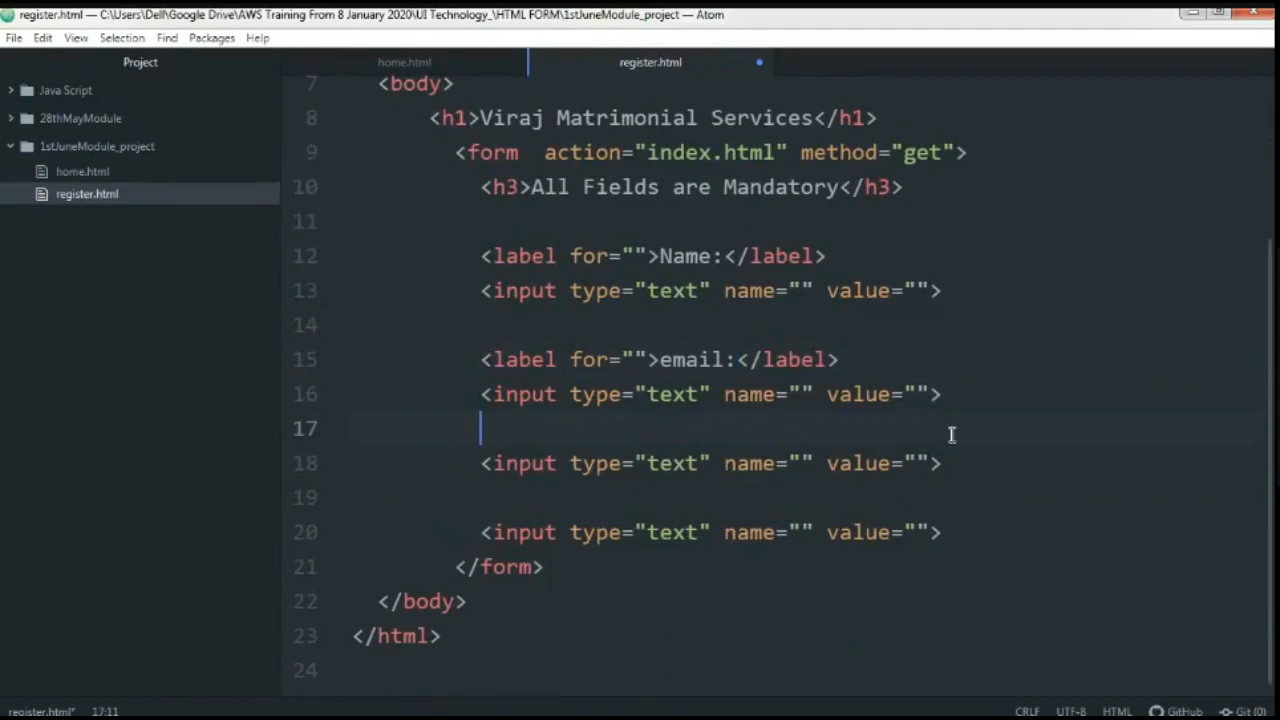 register.html — C:\Users\Dell\Google Drive\AWS Training From 8 January 2020\UI Technology_\HTML FORM\1stJuneModule_project — Atom
File Edit View Selection Find Packages Help
Project
home.html
register.html
Java Script
28thMayModule
1stJuneModule_project
home.html
register.html
7 <body>
8 <h1>Viraj Matrimonial Services</h1>
9 <form  action="index.html" method="get">
10 <h3>All Fields are Mandatory</h3>
11
12 <label for="">Name:</label>
13 <input type="text" name="" value="">
14
15 <label for="">email:</label>
16 <input type="text" name="" value="">
17
18 <input type="text" name="" value="">
19
20 <input type="text" name="" value="">
21 </form>
22 </body>
23 </html>
24
register.html* 17:11 CRLF UTF-8 HTML GitHub Git (0)